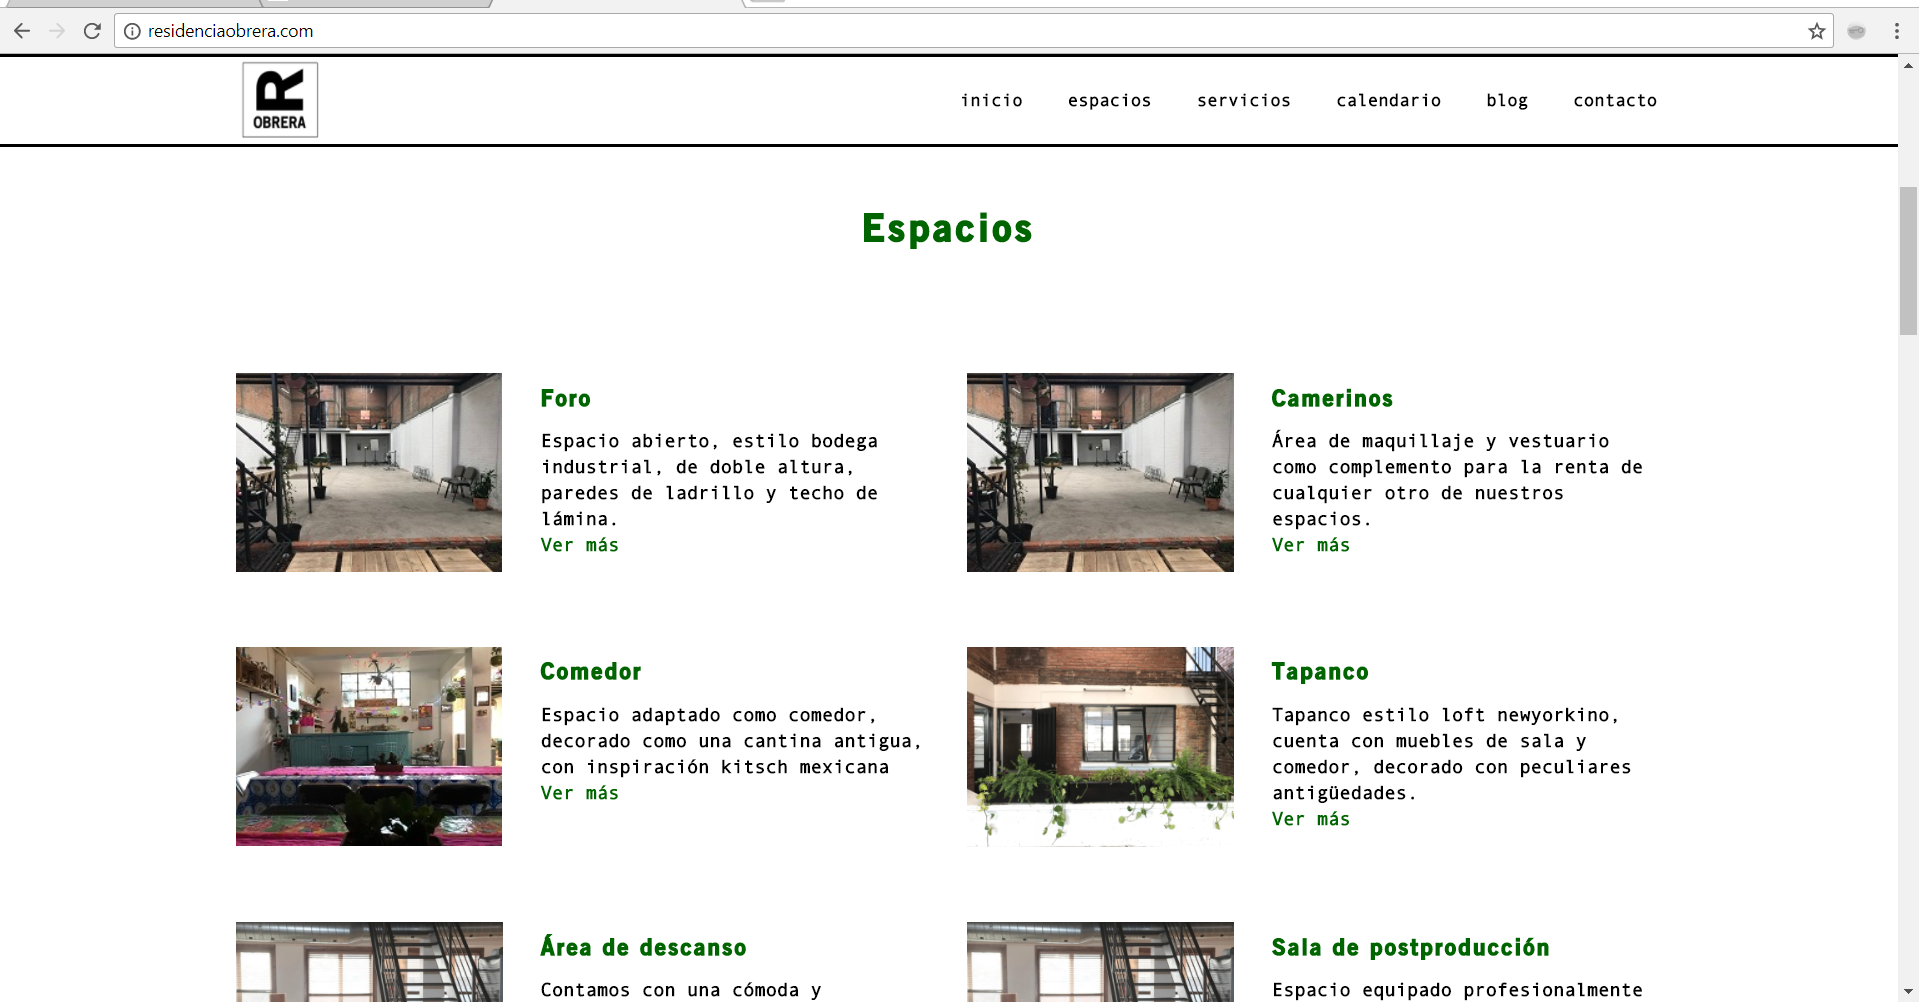 residenciaobrera.com
R
OBRERA
inicio espacios servicios calendario blog contacto
Espacios
Foro
Espacio abierto, estilo bodega
industrial, de doble altura,
paredes de ladrillo y techo de
lámina.
Ver más
Camerinos
Área de maquillaje y vestuario
como complemento para la renta de
cualquier otro de nuestros
espacios.
Ver más
Comedor
Espacio adaptado como comedor,
decorado como una cantina antigua,
con inspiración kitsch mexicana
Ver más
Tapanco
Tapanco estilo loft newyorkino,
cuenta con muebles de sala y
comedor, decorado con peculiares
antigüedades.
Ver más
Área de descanso
Contamos con una cómoda y
Sala de postproducción
Espacio equipado profesionalmente